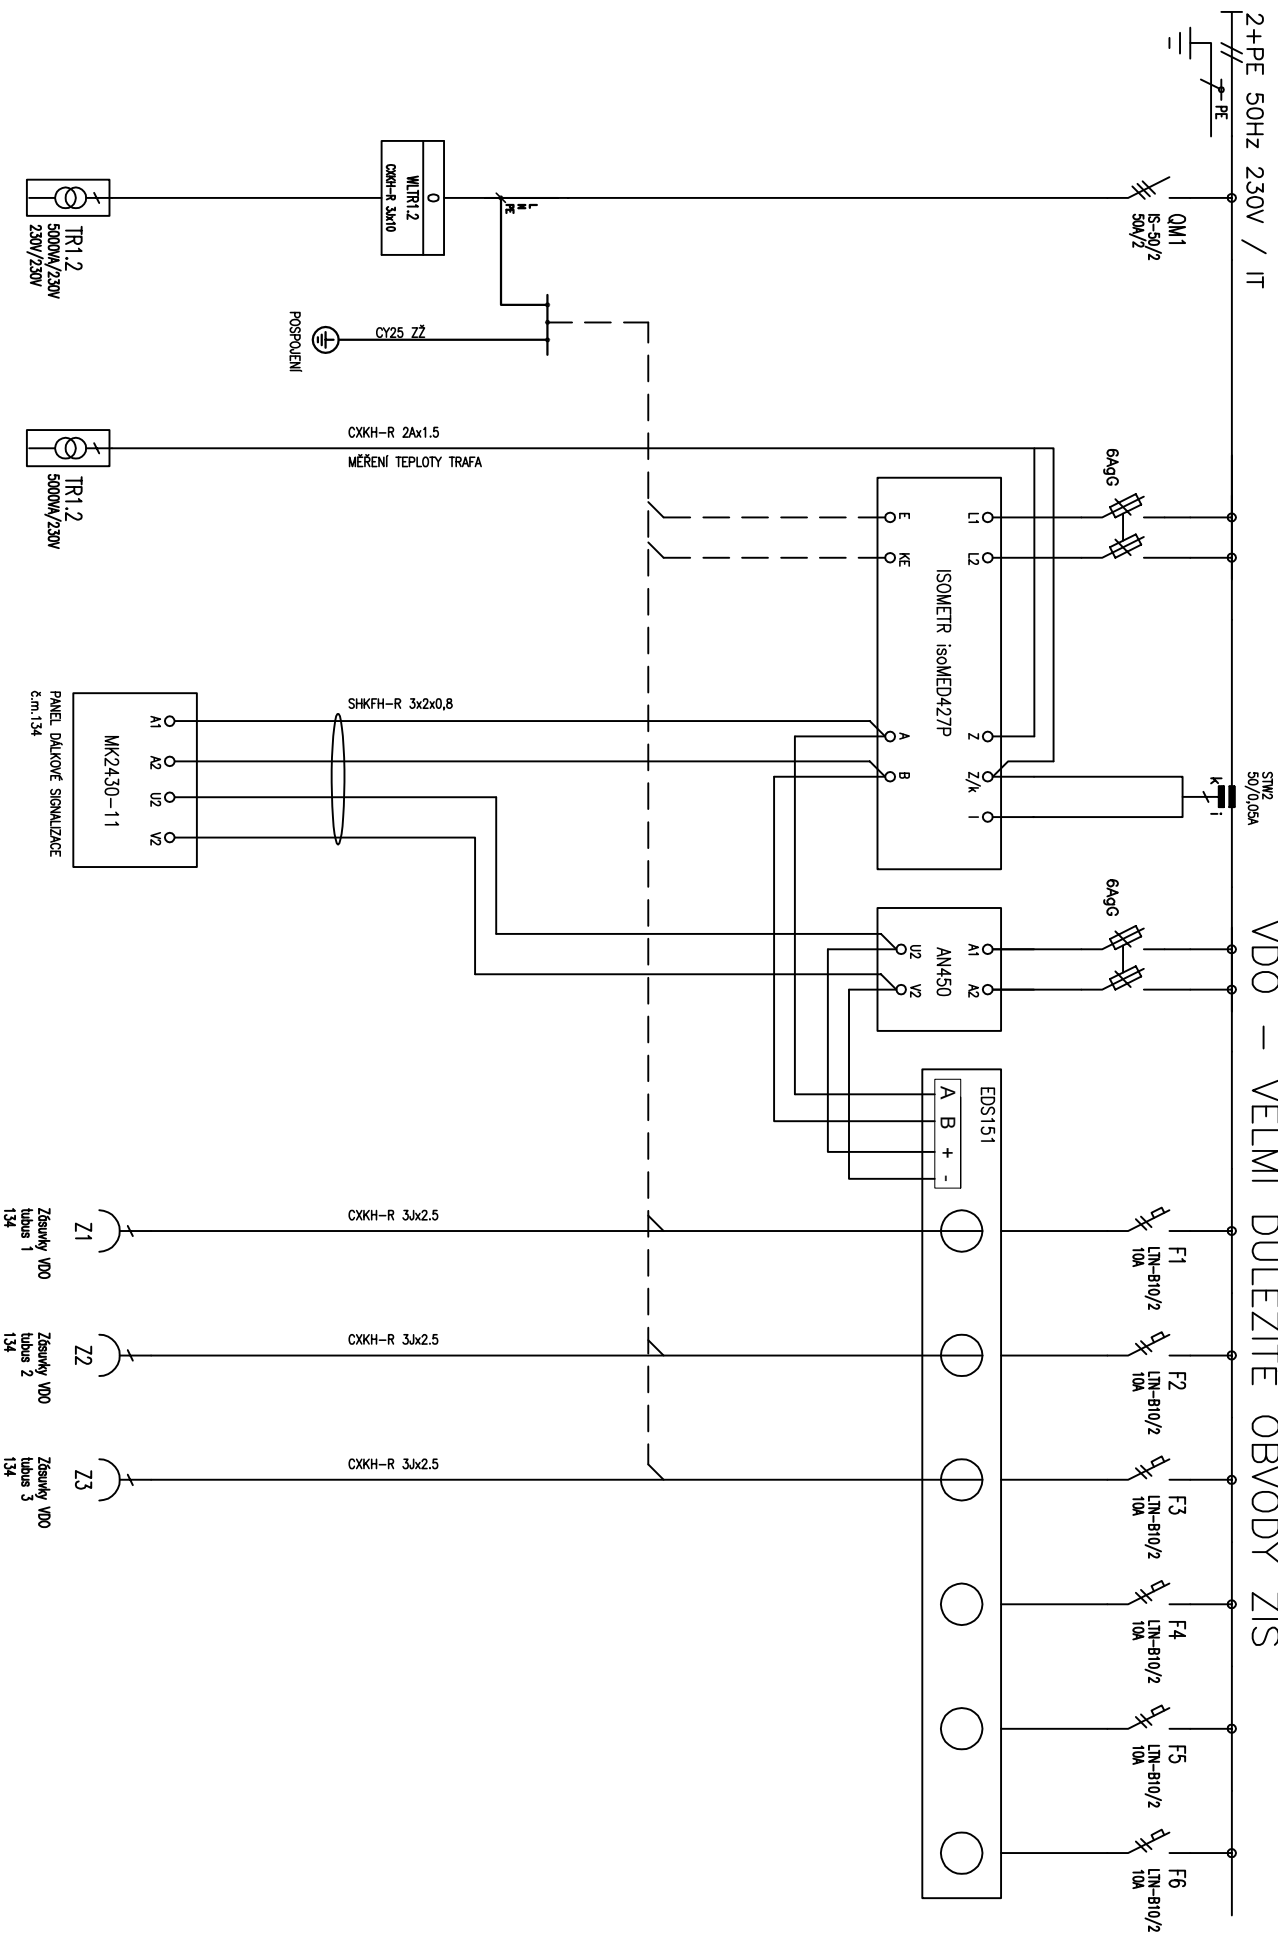 2+PE 50Hz 230V / IT
VDO – VELMI DŮLEŽITÉ OBVODY ZIS
PE
QM1
IS-50/2
50A/2
L
N
PE
0
WLTR1.2
CXKH-R 3Jx10
TR1.2
5000VA/230V
230V/230V
CY25 ZŽ
POSPOJENÍ
CXKH-R 2Ax1.5
MĚŘENÍ TEPLOTY TRAFA
TR1.2
5000VA/230V
6AgG
L1
L2
Z
Z/k
I
ISOMETR isoMED427P
E
KE
A
B
STW2
50/0,05A
k
i
SHKFH-R 3x2x0,8
A1
A2
U2
V2
MK2430-11
PANEL DÁLKOVÉ SIGNALIZACE
č.m.134
6AgG
A1
A2
AN450
U2
V2
EDS151
A B + -
F1
LTN-B10/2
10A
F2
LTN-B10/2
10A
F3
LTN-B10/2
10A
F4
LTN-B10/2
10A
F5
LTN-B10/2
10A
F6
LTN-B10/2
10A
CXKH-R 3Jx2.5
CXKH-R 3Jx2.5
CXKH-R 3Jx2.5
Z1
Zásuvky VDO
tubus 1
134
Z2
Zásuvky VDO
tubus 2
134
Z3
Zásuvky VDO
tubus 3
134